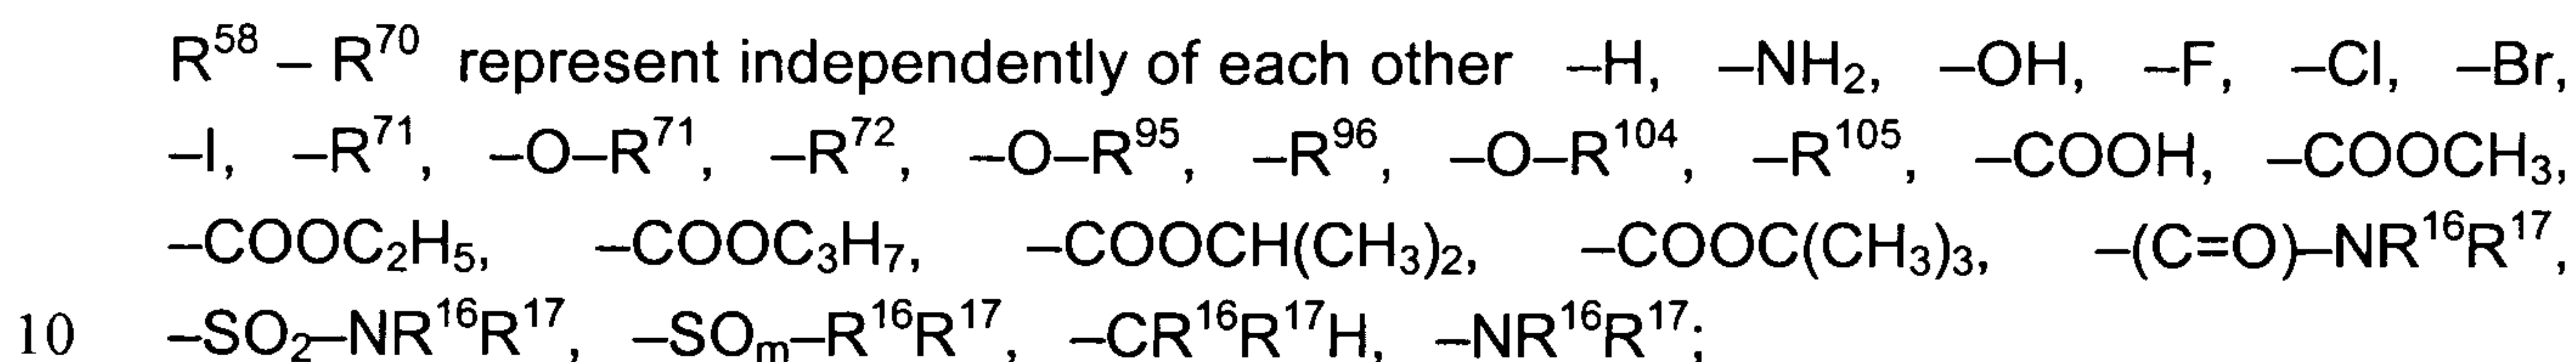 R⁵⁸ – R⁷⁰ represent independently of each other –H, –NH₂, –OH, –F, –Cl, –Br,
–I, –R⁷¹, –O–R⁷¹, –R⁷², –O–R⁹⁵, –R⁹⁶, –O–R¹⁰⁴, –R¹⁰⁵, –COOH, –COOCH₃,
–COOC₂H₅, –COOC₃H₇, –COOCH(CH₃)₂, –COOC(CH₃)₃, –(C=O)–NR¹⁶R¹⁷,
10 –SO₂–NR¹⁶R¹⁷, –SOₘ–R¹⁶R¹⁷, –CR¹⁶R¹⁷H, –NR¹⁶R¹⁷;